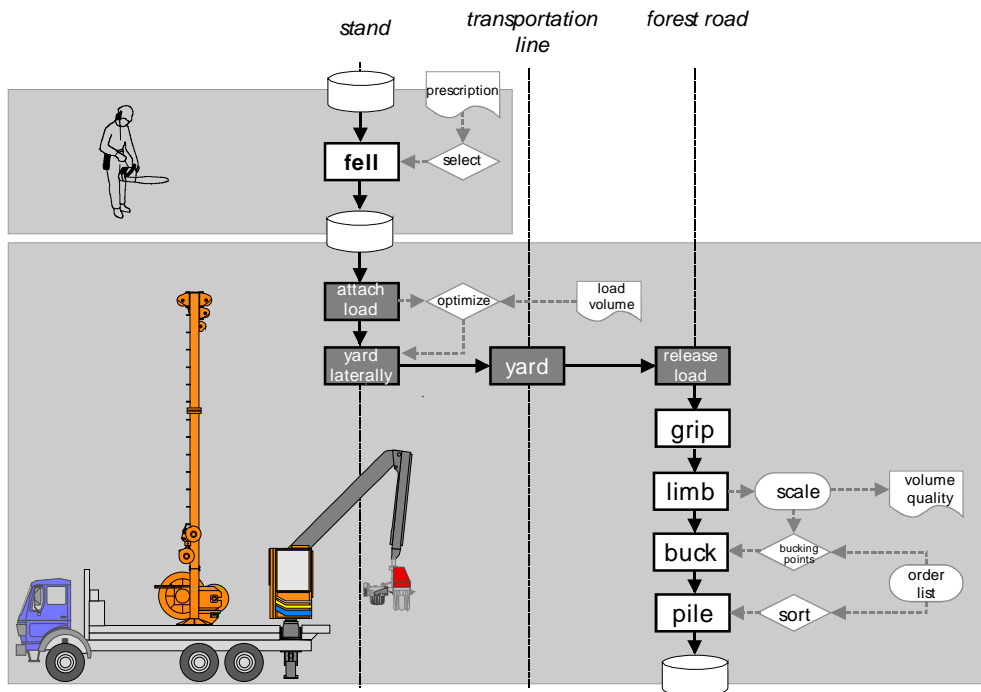 stand
transportation
line
forest road
prescription
fell
select
attach
load
optimize
load
volume
yard
laterally
yard
release
load
grip
limb
scale
volume
quality
buck
bucking
points
order
list
pile
sort